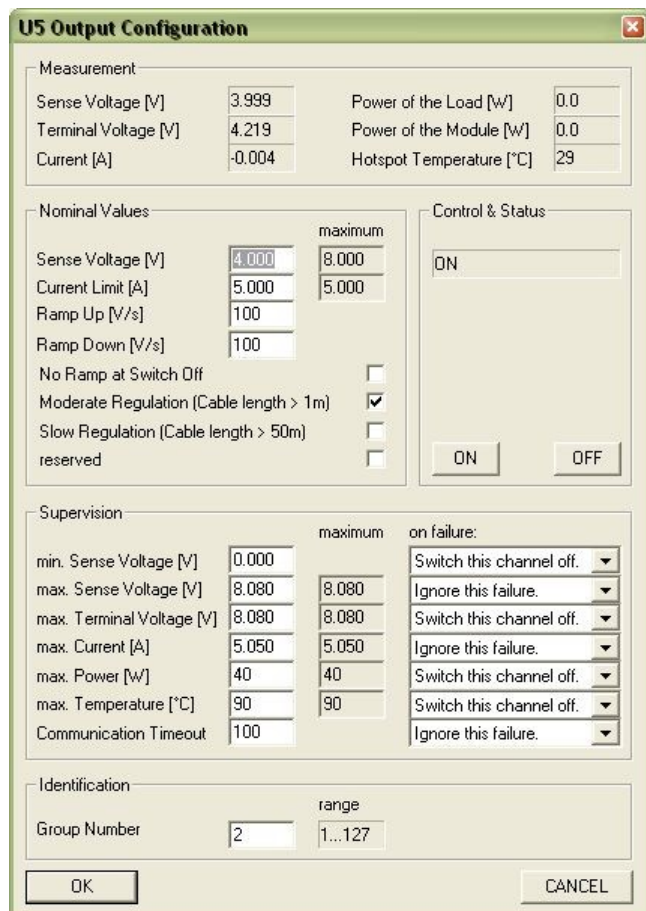 U5 Output Configuration
Measurement
Sense Voltage [V] 3.999 Power of the Load [W] 0.0
Terminal Voltage [V] 4.219 Power of the Module [W] 0.0
Current [A] -0.004 Hotspot Temperature [°C] 29
Nominal Values
maximum
Sense Voltage [V] 4.000 8.000
Current Limit [A] 5.000 5.000
Ramp Up [V/s] 100
Ramp Down [V/s] 100
No Ramp at Switch Off
Moderate Regulation (Cable length > 1m)
Slow Regulation (Cable length > 50m)
reserved
Control & Status
ON
ON OFF
Supervision
maximum on failure:
min. Sense Voltage [V] 0.000 Switch this channel off.
max. Sense Voltage [V] 8.080 8.080 Ignore this failure.
max. Terminal Voltage [V] 8.080 8.080 Switch this channel off.
max. Current [A] 5.050 5.050 Ignore this failure.
max. Power [W] 40 40 Switch this channel off.
max. Temperature [°C] 90 90 Switch this channel off.
Communication Timeout 100 Ignore this failure.
Identification
range
Group Number 2 1...127
OK CANCEL